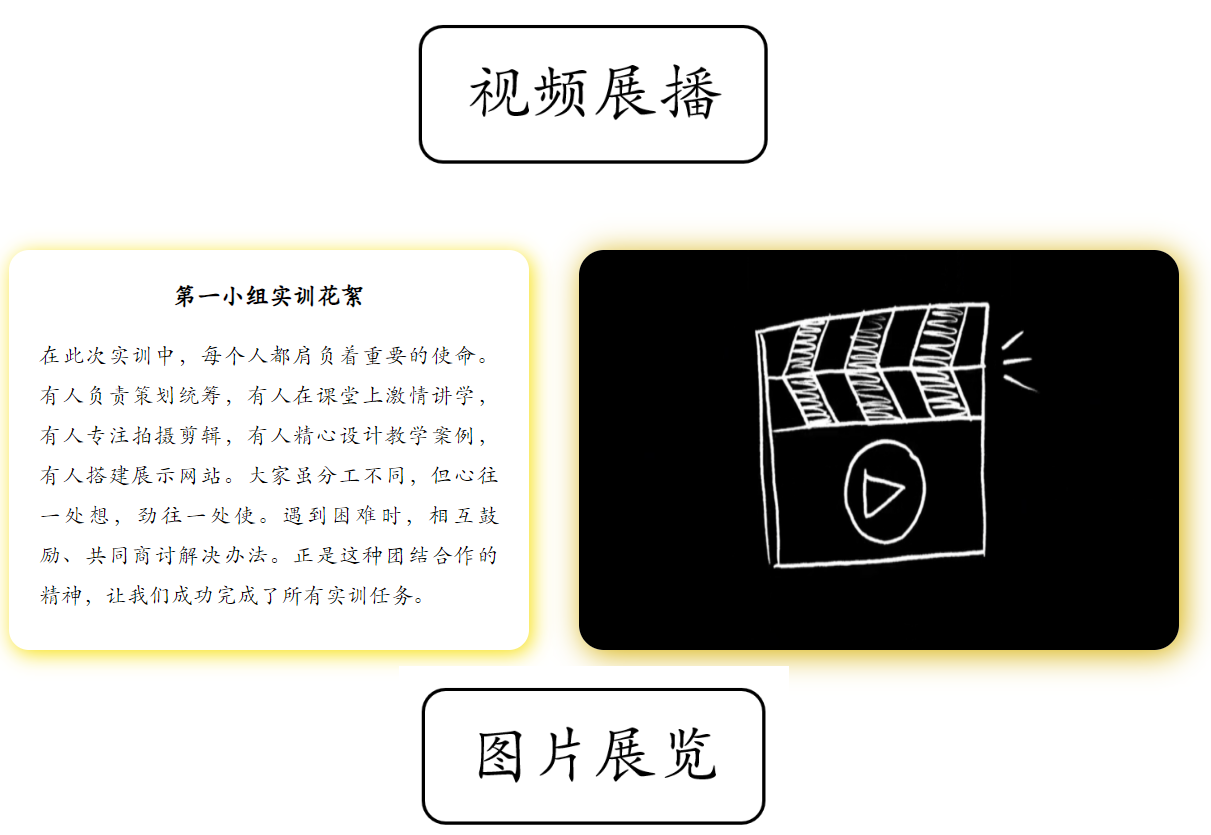 视频展播
第一小组实训花絮
在此次实训中，每个人都肩负着重要的使命。
有人负责策划统筹，有人在课堂上激情讲学，
有人专注拍摄剪辑，有人精心设计教学案例，
有人搭建展示网站。大家虽分工不同，但心往
一处想，劲往一处使。遇到困难时，相互鼓
励、共同商讨解决办法。正是这种团结合作的
精神，让我们成功完成了所有实训任务。
图片展览